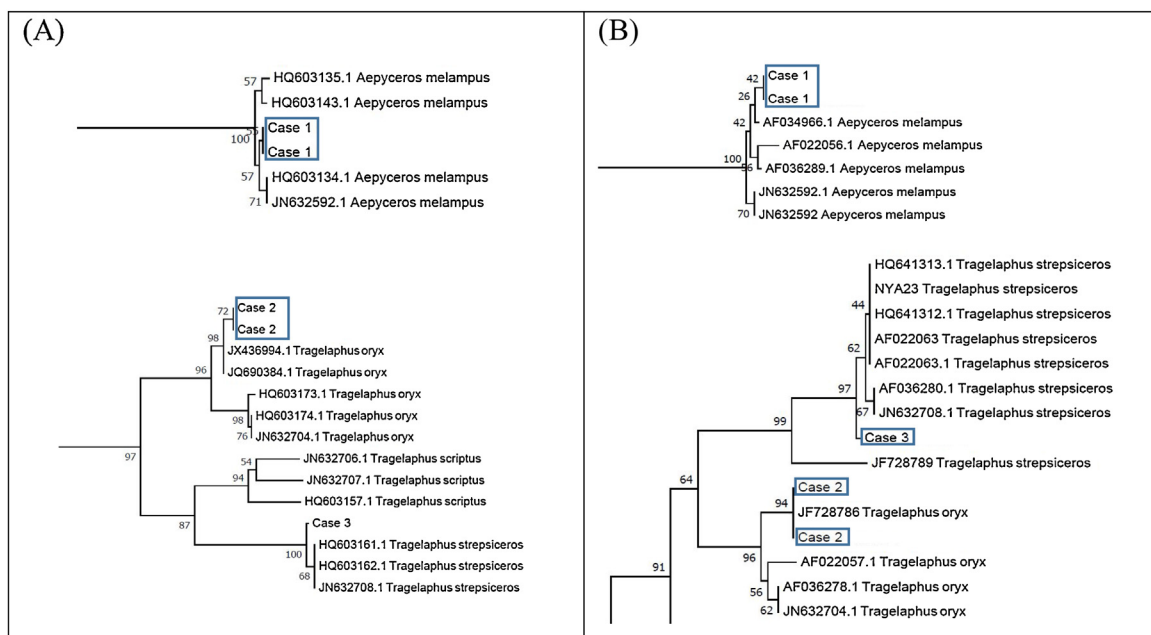 (A)
57
HQ603135.1 Aepyceros melampus
HQ603143.1 Aepyceros melampus
55
Case 1
100
Case 1
57
HQ603134.1 Aepyceros melampus
71
JN632592.1 Aepyceros melampus
72
Case 2
Case 2
98
JX436994.1 Tragelaphus oryx
96
JQ690384.1 Tragelaphus oryx
HQ603173.1 Tragelaphus oryx
98
HQ603174.1 Tragelaphus oryx
76
JN632704.1 Tragelaphus oryx
97
54
JN632706.1 Tragelaphus scriptus
94
JN632707.1 Tragelaphus scriptus
HQ603157.1 Tragelaphus scriptus
87
Case 3
HQ603161.1 Tragelaphus strepsiceros
100
HQ603162.1 Tragelaphus strepsiceros
68
JN632708.1 Tragelaphus strepsiceros
(B)
42
Case 1
26
Case 1
42
AF034966.1 Aepyceros melampus
AF022056.1 Aepyceros melampus
100
56
AF036289.1 Aepyceros melampus
JN632592.1 Aepyceros melampus
70
JN632592 Aepyceros melampus
HQ641313.1 Tragelaphus strepsiceros
NYA23 Tragelaphus strepsiceros
44
HQ641312.1 Tragelaphus strepsiceros
AF022063 Tragelaphus strepsiceros
62
AF022063.1 Tragelaphus strepsiceros
97
AF036280.1 Tragelaphus strepsiceros
67
JN632708.1 Tragelaphus strepsiceros
99
Case 3
JF728789 Tragelaphus strepsiceros
64
Case 2
94
JF728786 Tragelaphus oryx
Case 2
96
AF022057.1 Tragelaphus oryx
91
56
AF036278.1 Tragelaphus oryx
62
JN632704.1 Tragelaphus oryx